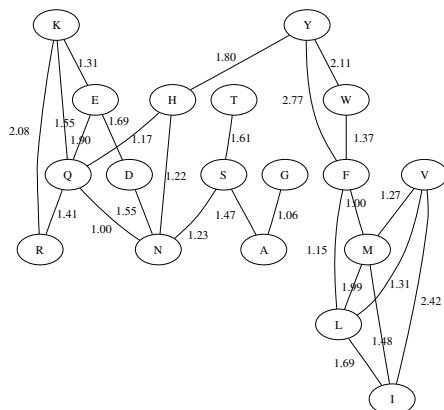 K Y
1.31 1.80 2.11
E H T W
2.08 1.55 1.90 1.69 1.17 1.61 2.77 1.37
Q D S G F V
1.41 1.00 1.55 1.22 1.23 1.47 1.06 1.00 1.27
R N A M
1.15 1.99 1.31 2.42
L
1.69 1.48
I